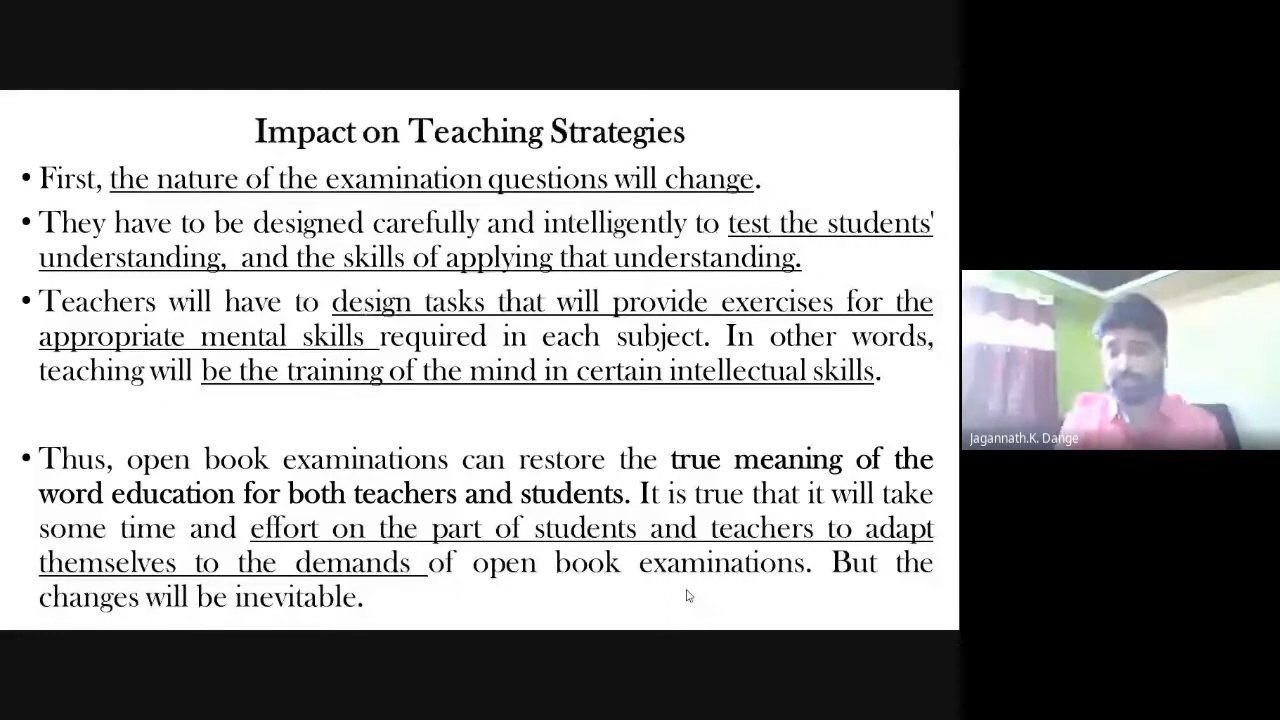 Impact on Teaching Strategies
• First, the nature of the examination questions will change.
• They have to be designed carefully and intelligently to test the students'
understanding, and the skills of applying that understanding.
• Teachers will have to design tasks that will provide exercises for the
appropriate mental skills required in each subject. In other words,
teaching will be the training of the mind in certain intellectual skills.
• Thus, open book examinations can restore the true meaning of the
word education for both teachers and students. It is true that it will take
some time and effort on the part of students and teachers to adapt
themselves to the demands of open book examinations. But the
changes will be inevitable.
Jagannath.K. Dange